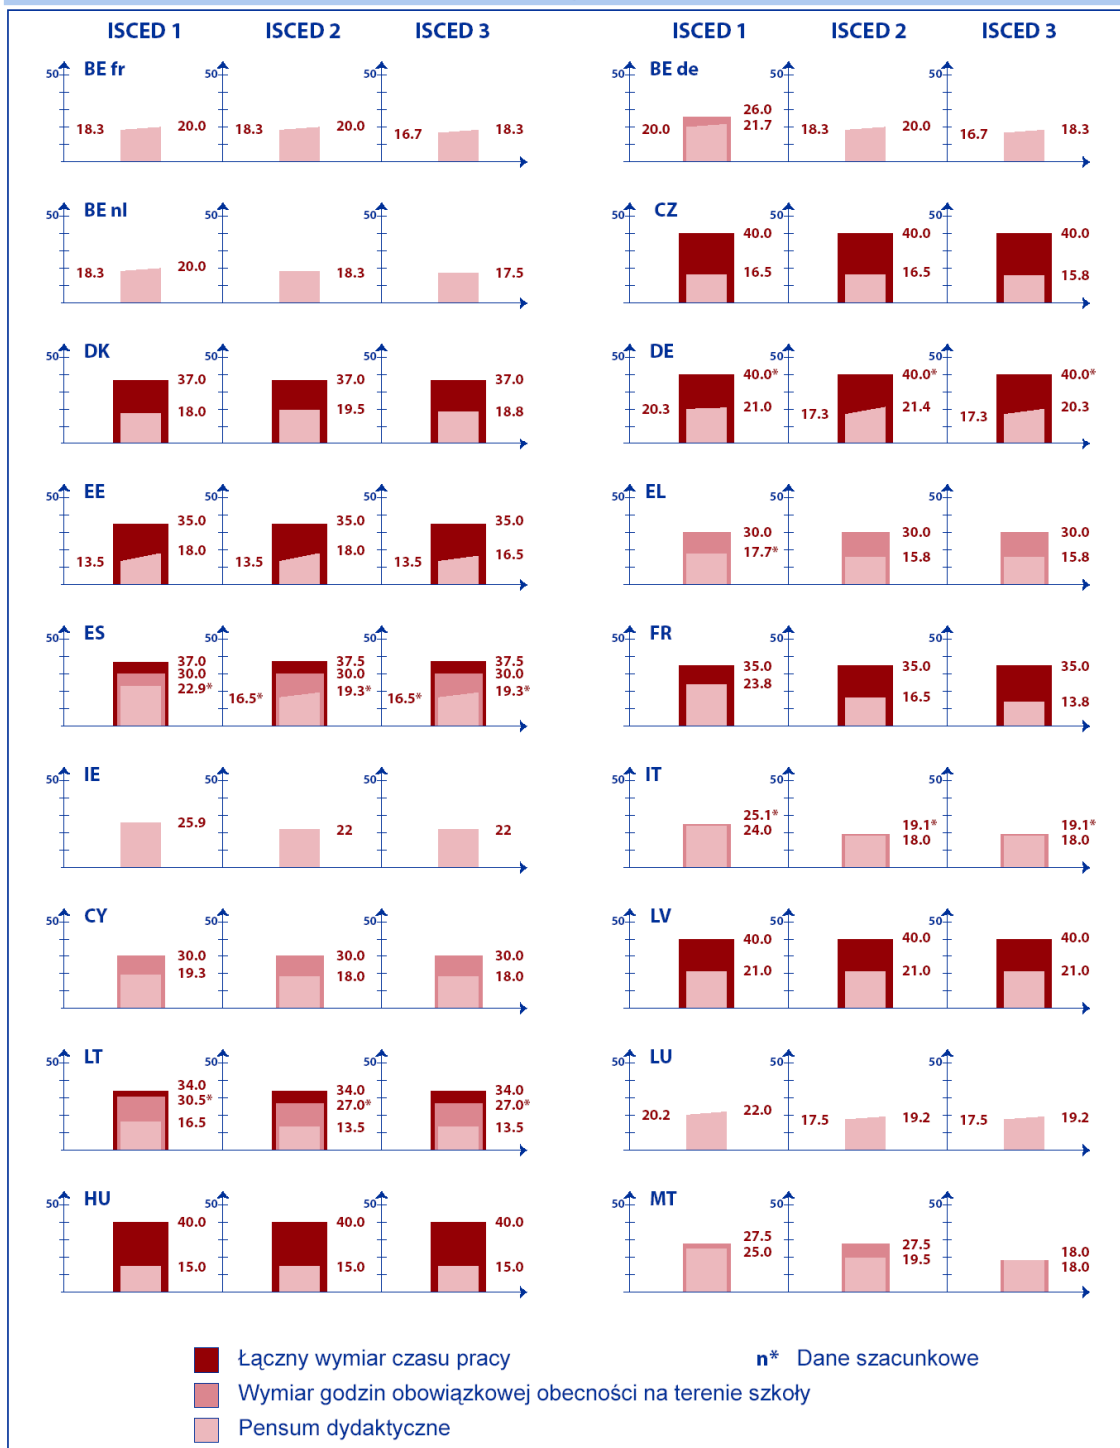 ISCED 1 ISCED 2 ISCED 3 ISCED 1 ISCED 2 ISCED 3
BE fr
50 50 50
18.3 20.0 18.3 20.0 16.7 18.3
BE de
50 50 50
26.0
20.0 21.7 18.3 20.0 16.7 18.3
BE nl
50 50 50
18.3 20.0 18.3 17.5
CZ
50 50 50
40.0 40.0 40.0
16.5 16.5 15.8
DK
50 50 50
37.0 37.0 37.0
18.0 19.5 18.8
DE
50 50 50
40.0* 40.0* 40.0*
20.3 21.0 17.3 21.4 17.3 20.3
EE
50 50 50
35.0 35.0 35.0
13.5 18.0 13.5 18.0 13.5 16.5
EL
50 50 50
30.0 30.0 30.0
17.7* 15.8 15.8
ES
50 50 50
37.0 37.5 37.5
30.0 30.0 30.0
22.9* 16.5* 19.3* 16.5* 19.3*
FR
50 50 50
35.0 35.0 35.0
23.8 16.5 13.8
IE
50 50 50
25.9 22 22
IT
50 50 50
25.1* 19.1* 19.1*
24.0 18.0 18.0
CY
50 50 50
30.0 30.0 30.0
19.3 18.0 18.0
LV
50 50 50
40.0 40.0 40.0
21.0 21.0 21.0
LT
50 50 50
34.0 34.0 34.0
30.5* 27.0* 27.0*
16.5 13.5 13.5
LU
50 50 50
20.2 22.0 17.5 19.2 17.5 19.2
HU
50 50 50
40.0 40.0 40.0
15.0 15.0 15.0
MT
50 50 50
27.5 27.5 18.0
25.0 19.5 18.0
Łączny wymiar czasu pracy
n* Dane szacunkowe
Wymiar godzin obowiązkowej obecności na terenie szkoły
Pensum dydaktyczne